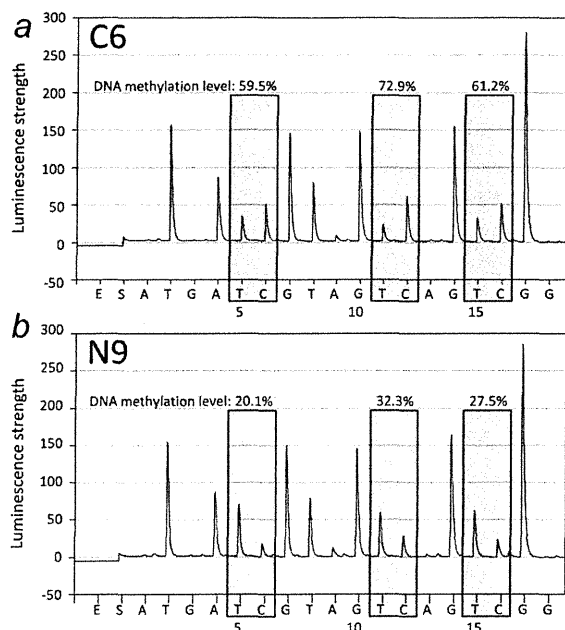 a
C6
Luminescence strength
300
250
200
150
100
50
0
-50
DNA methylation level: 59.5% 72.9% 61.2%
E S A T G A T C G T A G T C A G T C G G
5 10 15
b
N9
Luminescence strength
300
250
200
150
100
50
0
-50
DNA methylation level: 20.1% 32.3% 27.5%
E S A T G A T C G T A G T C A G T C G G
5 10 15